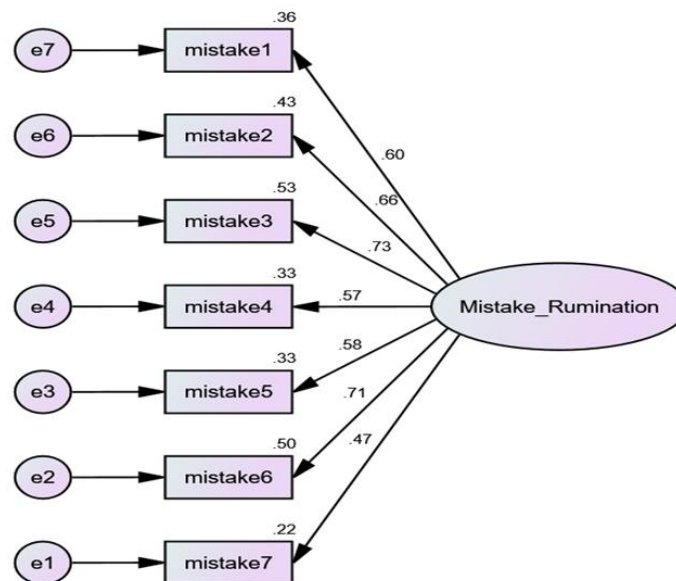 .36
e7 mistake1
.60
.43
e6 mistake2
.66
.53
e5 mistake3
.73
.33
e4 mistake4
.57
Mistake_Rumination
.33
.58
e3 mistake5
.71
.50
.47
e2 mistake6
.22
e1 mistake7